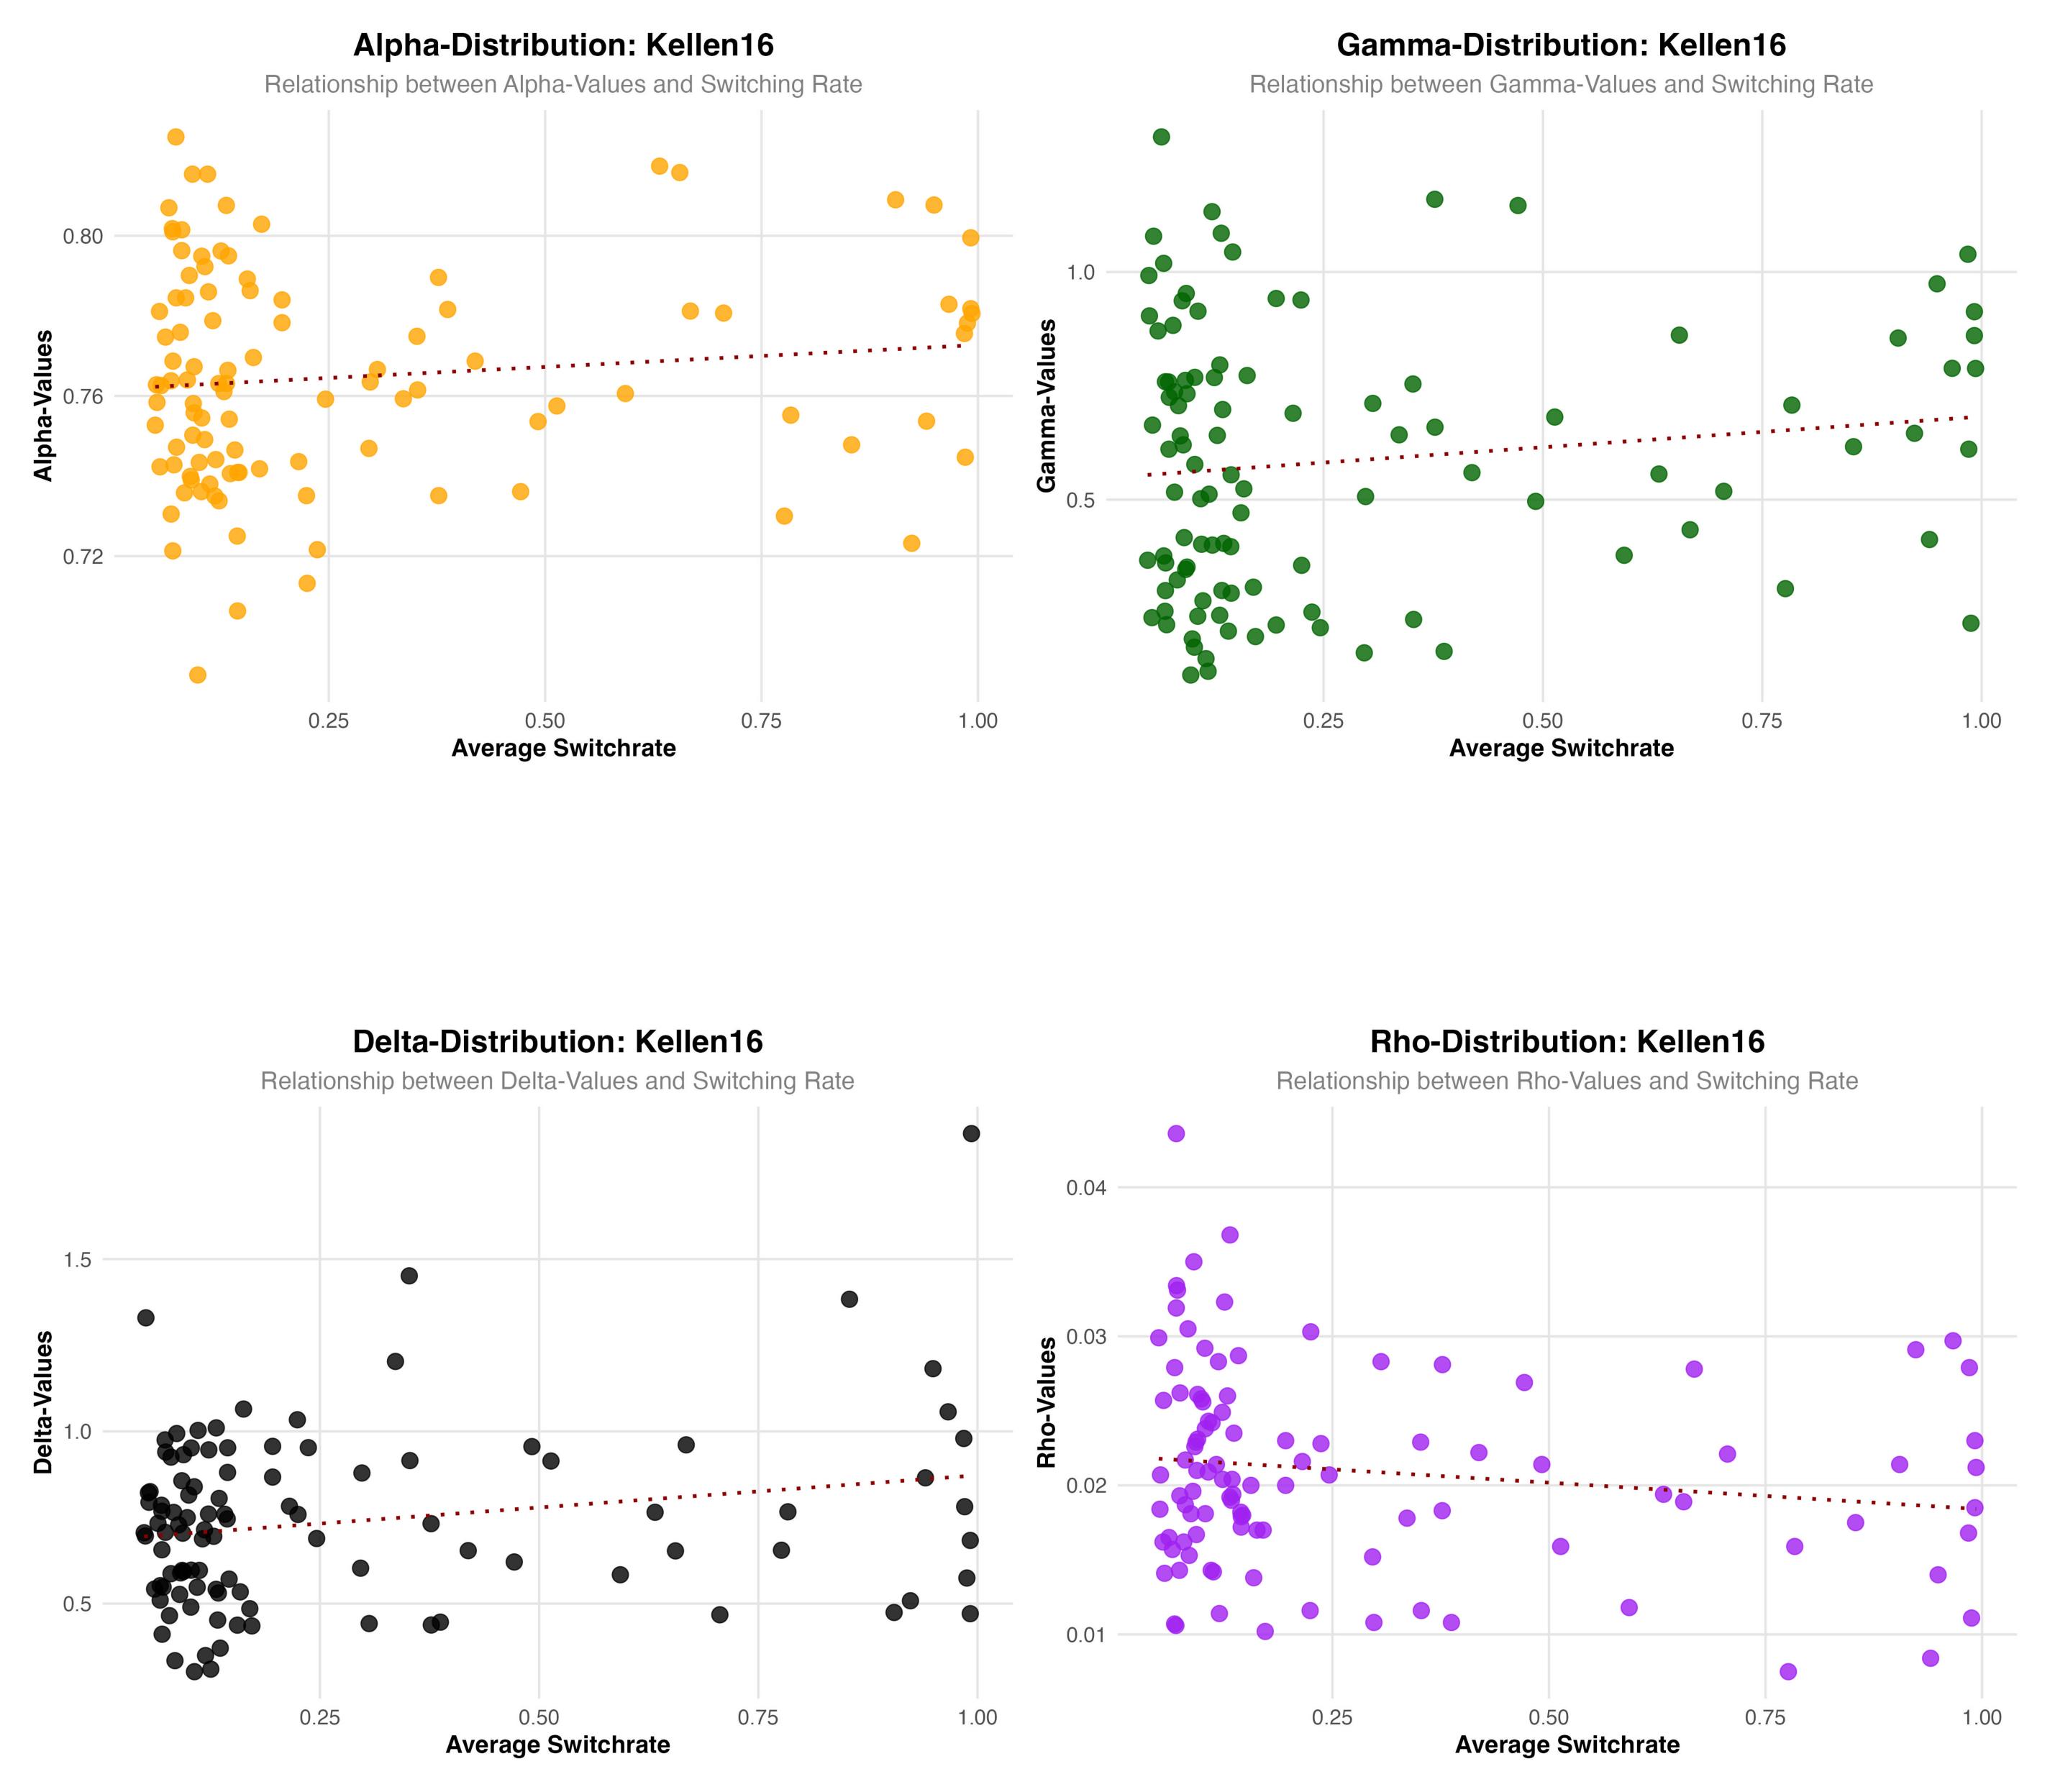 Alpha-Distribution: Kellen16
Relationship between Alpha-Values and Switching Rate
Alpha-Values
0.80
0.76
0.72
0.25 0.50 0.75 1.00
Average Switchrate
Gamma-Distribution: Kellen16
Relationship between Gamma-Values and Switching Rate
Gamma-Values
1.0
0.5
0.25 0.50 0.75 1.00
Average Switchrate
Delta-Distribution: Kellen16
Relationship between Delta-Values and Switching Rate
Delta-Values
1.5
1.0
0.5
0.25 0.50 0.75 1.00
Average Switchrate
Rho-Distribution: Kellen16
Relationship between Rho-Values and Switching Rate
Rho-Values
0.04
0.03
0.02
0.01
0.25 0.50 0.75 1.00
Average Switchrate